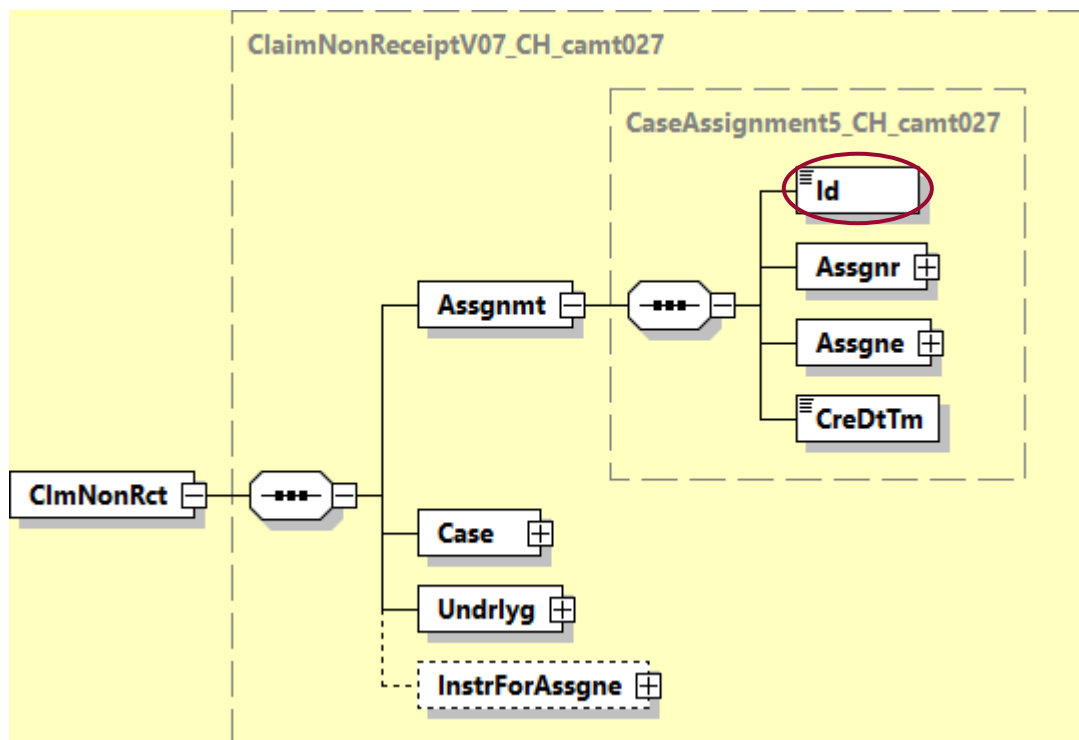 ClaimNonReceiptV07_CH_camt027
CaseAssignment5_CH_camt027
Id
Assgnr
Assgne
CreDtTm
Assgnmt
ClmNonRct
Case
Undrlyg
InstrForAssgne